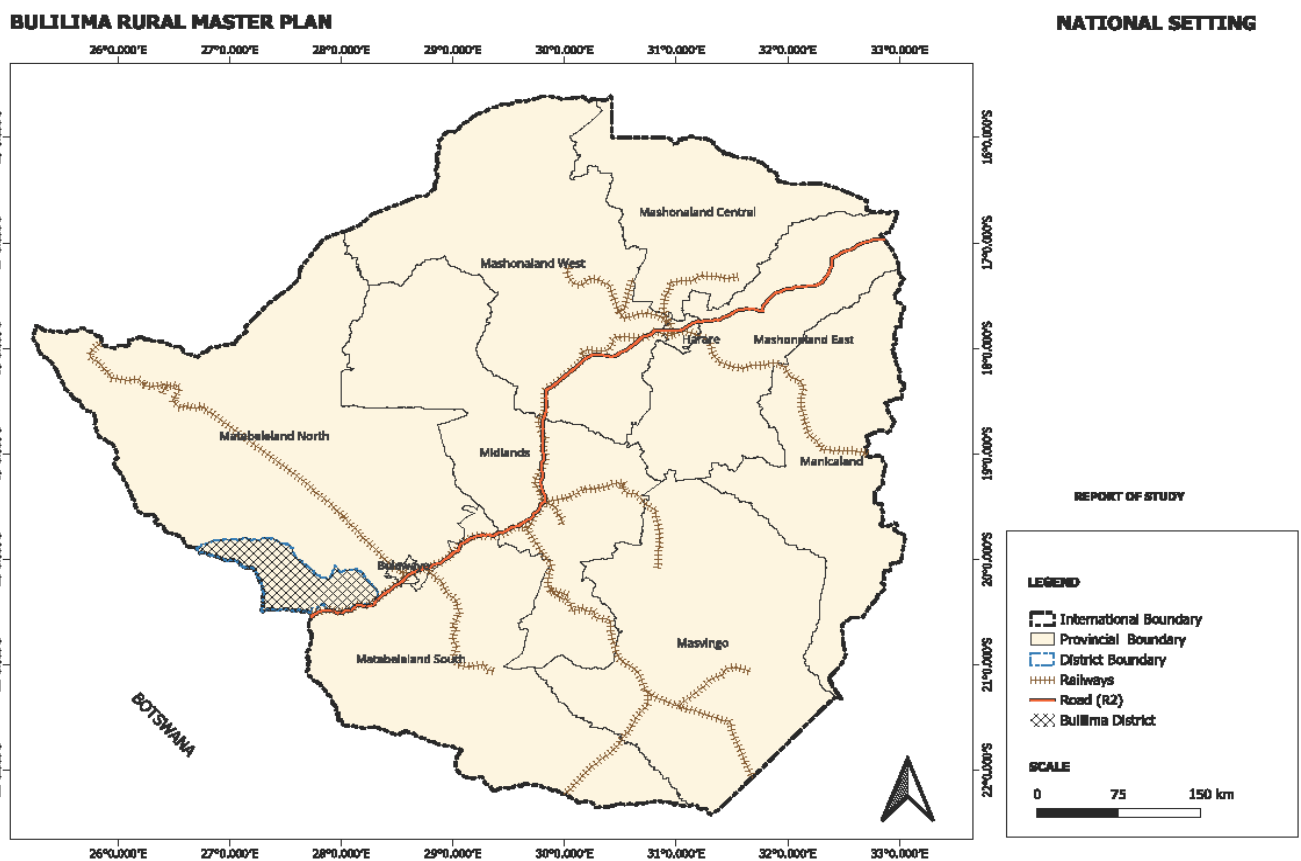 BULILIMA RURAL MASTER PLAN
NATIONAL SETTING
26°0.000'E 27°0.000'E 28°0.000'E 29°0.000'E 30°0.000'E 31°0.000'E 32°0.000'E 33°0.000'E
16°0.000'S
Mashonaland Central
17°0.000'S
Mashonaland West
Harare
Mashonaland East
18°0.000'S
Matabeleland North
Midlands
Manicaland
19°0.000'S
REPORT OF STUDY
Bulawayo
20°0.000'S
LEGEND
International Boundary
Provincial Boundary
District Boundary
Railways
Road (R2)
Bulilima District
Matabeleland South
Masvingo
21°0.000'S
BOTSWANA
22°0.000'S
SCALE
0 75 150 km
26°0.000'E 27°0.000'E 28°0.000'E 29°0.000'E 30°0.000'E 31°0.000'E 32°0.000'E 33°0.000'E